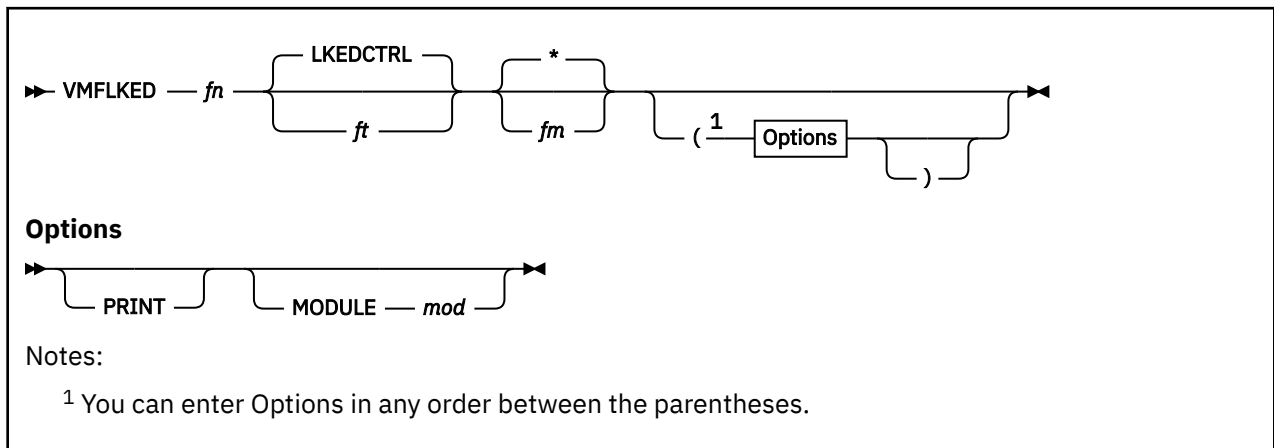 LKEDCTRL *
VMFLKED fn
ft fm ( 1 Options
)
Options
PRINT MODULE mod
Notes:
1 You can enter Options in any order between the parentheses.